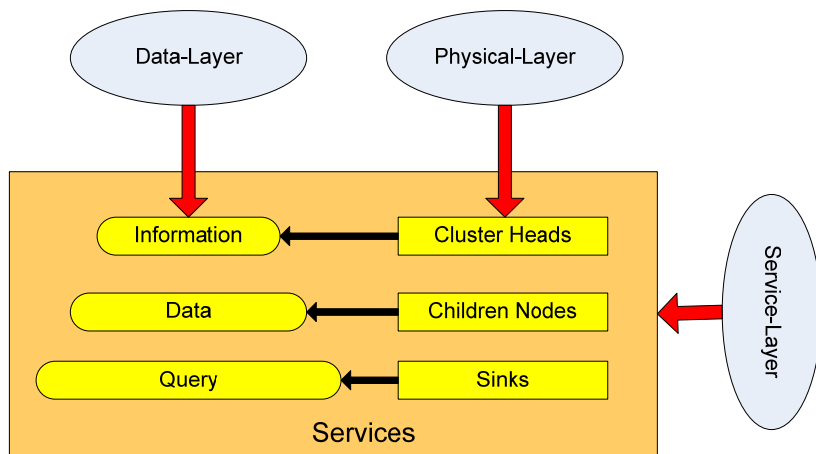 Data-Layer
Physical-Layer
Information
Cluster Heads
Service-Layer
Data
Children Nodes
Query
Sinks
Services